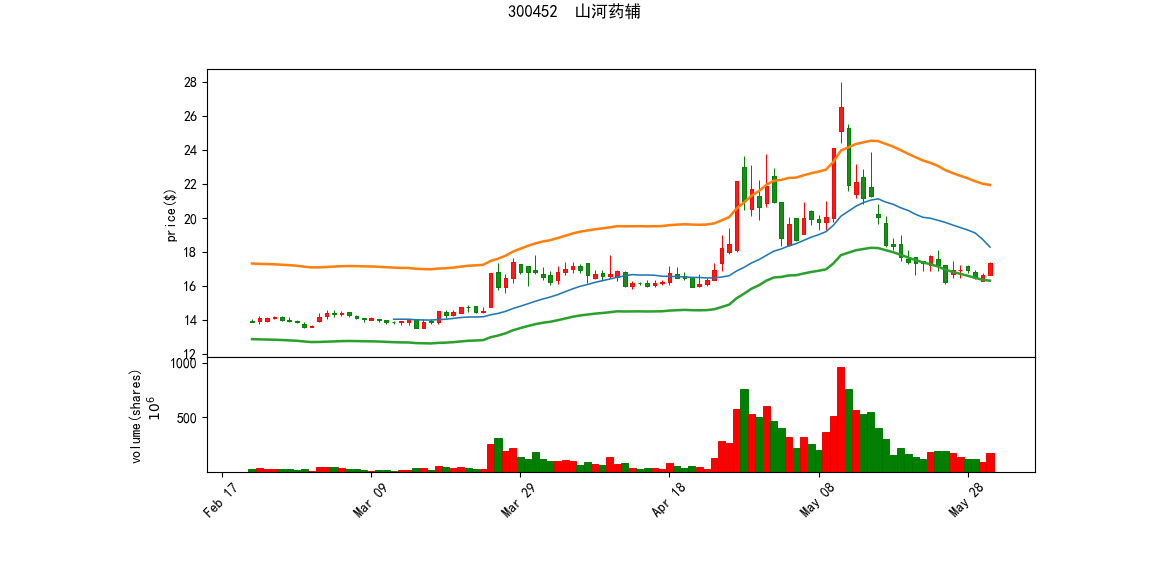 300452 山河药辅
28
26
24
22
20
18
16
14
12
price($)
1000
500
volume(shares)
10^6
Feb 17
Mar 09
Mar 29
Apr 18
May 08
May 28